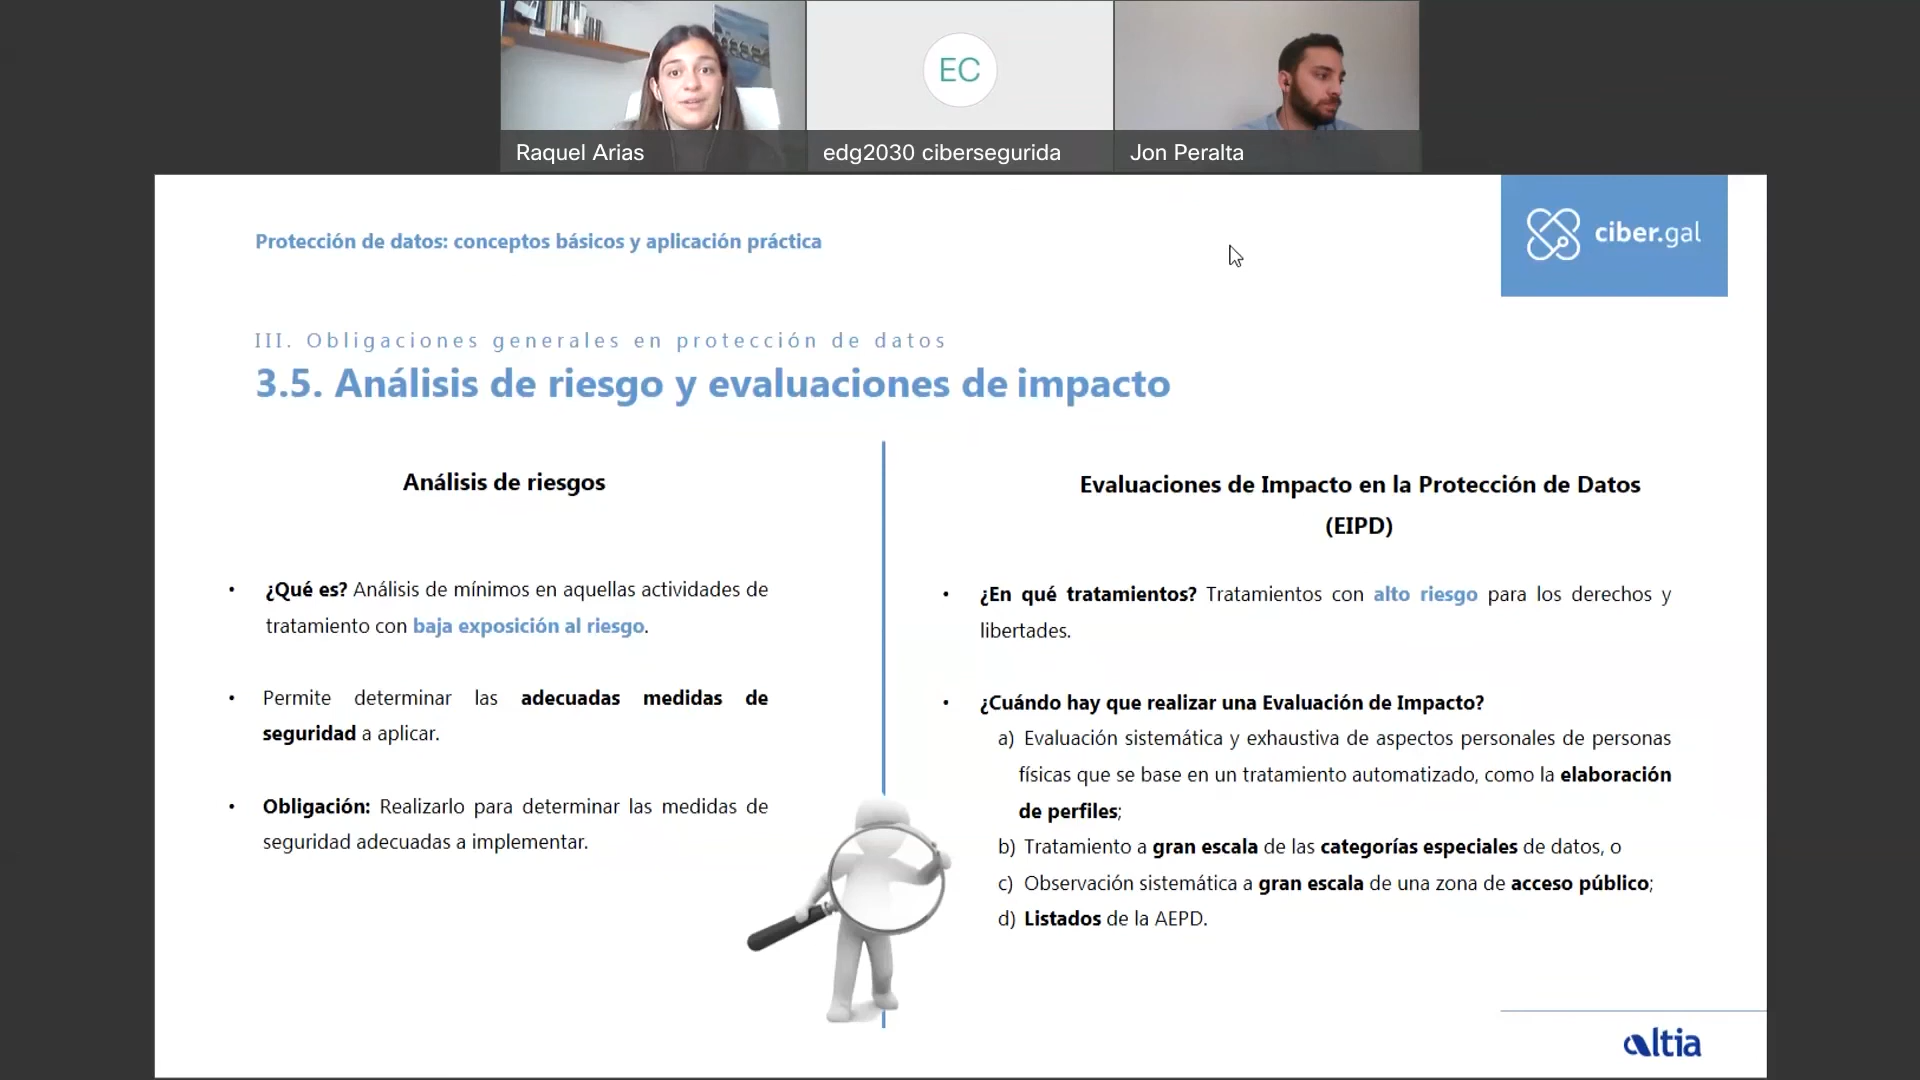 EC
Raquel Arias
edg2030 cibersegurida
Jon Peralta
Protección de datos: conceptos básicos y aplicación práctica
ciber.gal
III. Obligaciones generales en protección de datos
3.5. Análisis de riesgo y evaluaciones de impacto
Análisis de riesgos
• ¿Qué es? Análisis de mínimos en aquellas actividades de
tratamiento con baja exposición al riesgo.
• Permite determinar las adecuadas medidas de
seguridad a aplicar.
• Obligación: Realizarlo para determinar las medidas de
seguridad adecuadas a implementar.
Evaluaciones de Impacto en la Protección de Datos
(EIPD)
• ¿En qué tratamientos? Tratamientos con alto riesgo para los derechos y
libertades.
• ¿Cuándo hay que realizar una Evaluación de Impacto?
a) Evaluación sistemática y exhaustiva de aspectos personales de personas
físicas que se base en un tratamiento automatizado, como la elaboración
de perfiles;
b) Tratamiento a gran escala de las categorías especiales de datos, o
c) Observación sistemática a gran escala de una zona de acceso público;
d) Listados de la AEPD.
altia